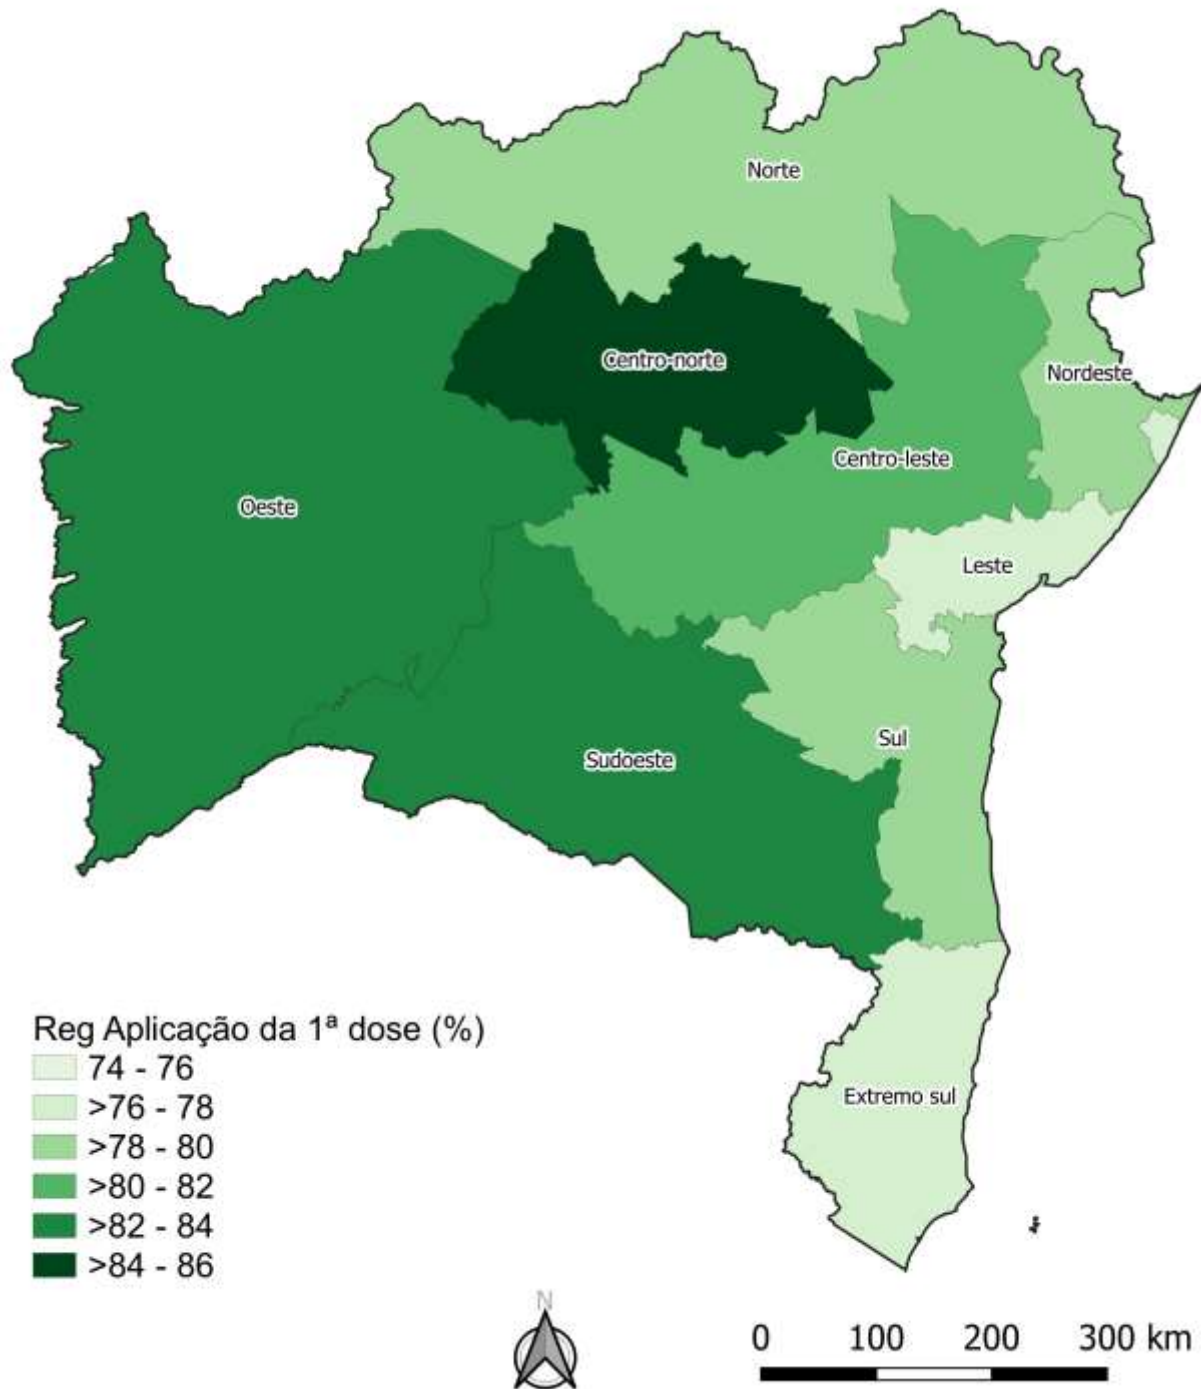 Norte
Centro-norte
Nordeste
Centro-leste
Oeste
Leste
Sul
Sudoeste
Extremo sul
Reg Aplicação da 1ª dose (%)
74 - 76
>76 - 78
>78 - 80
>80 - 82
>82 - 84
>84 - 86
N
0 100 200 300 km